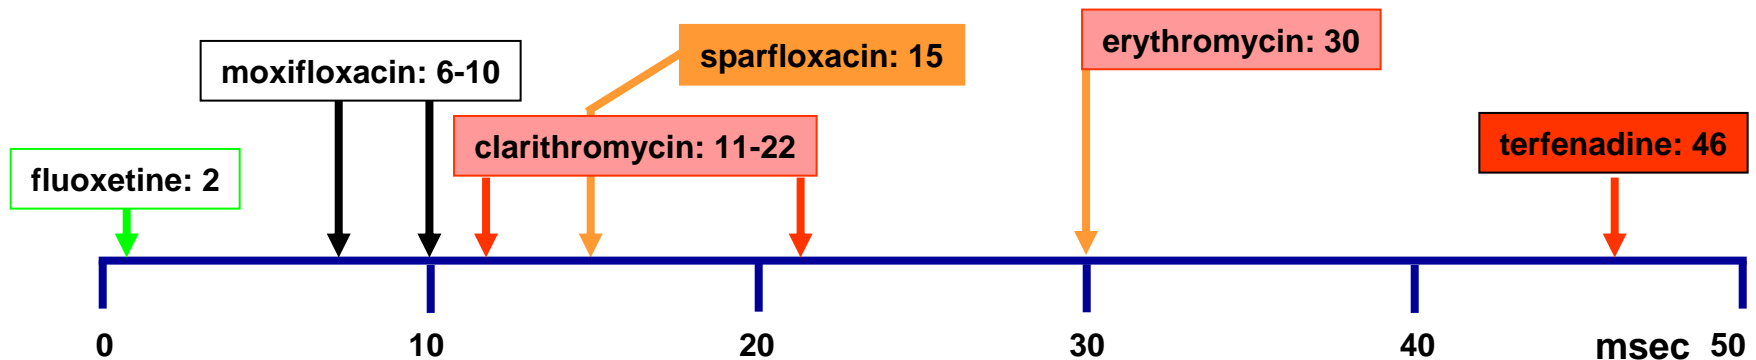 erythromycin: 30
sparfloxacin: 15
moxifloxacin: 6-10
clarithromycin: 11-22
terfenadine: 46
fluoxetine: 2
0 10 20 30 40 msec 50